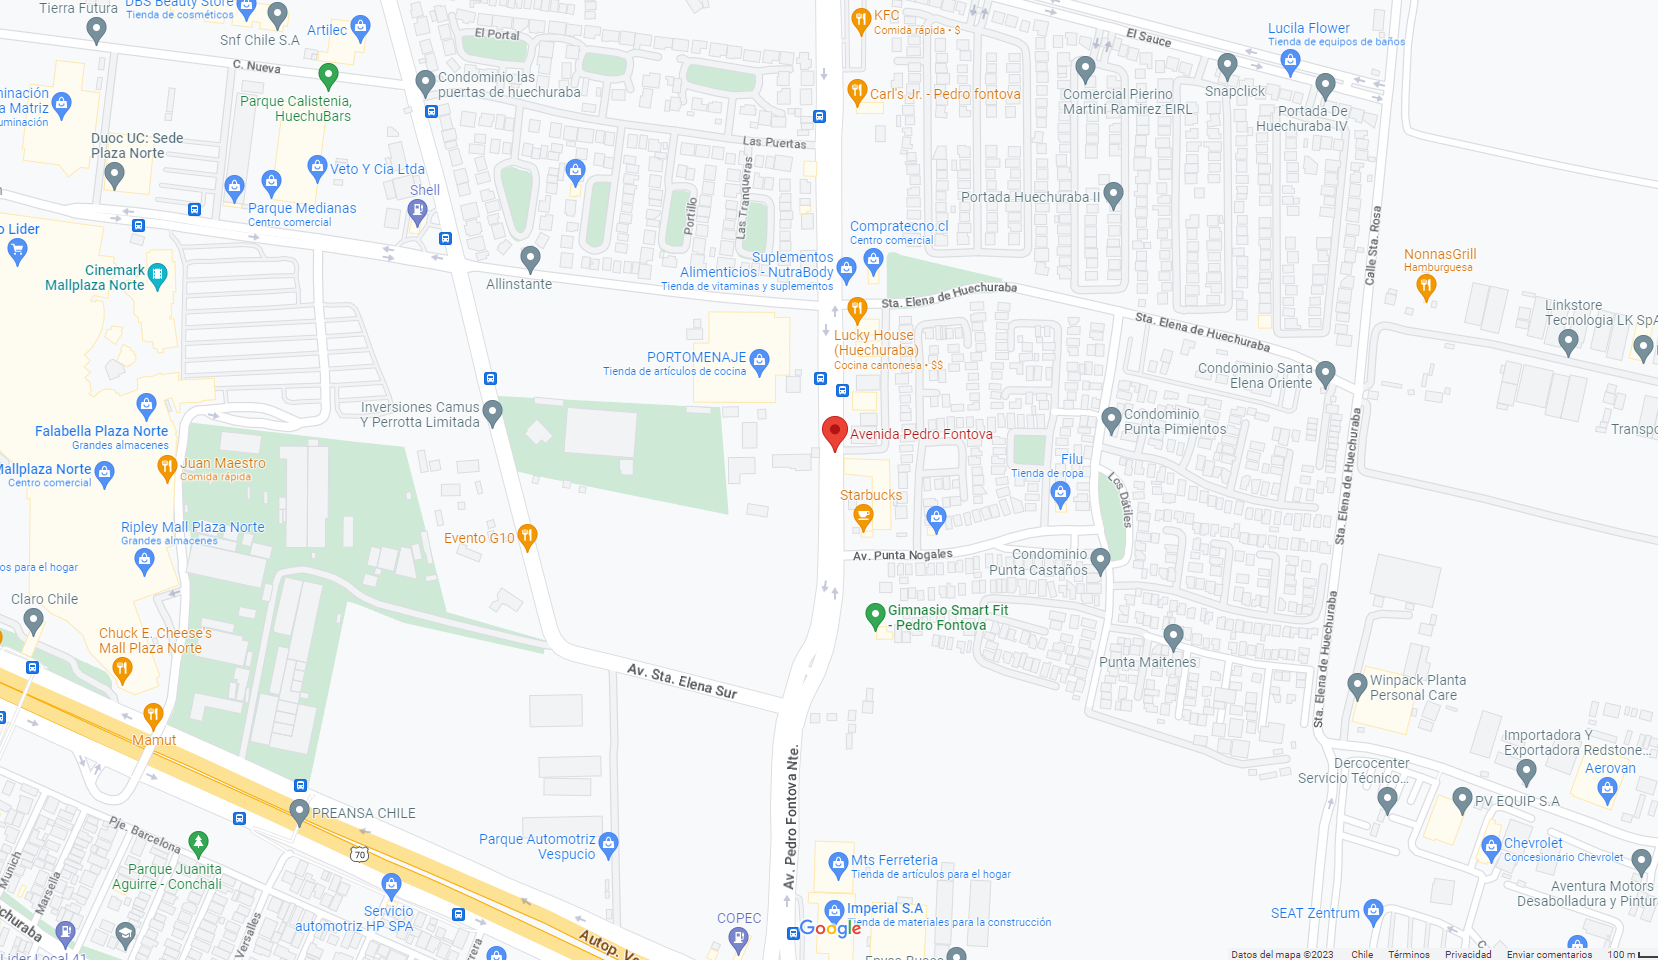 Tierra Futura
DBS Beauty Store
Tienda de cosméticos
Snf Chile S.A
Artilec
El Portal
C. Nueva
Condominio las
puertas de huechuraba
Parque Calistenia,
HuechuBars
Duoc UC: Sede
Plaza Norte
Veto Y Cia Ltda
Shell
Parque Medianas
Centro comercial
Las Puertas
Las Tranqueras
Portillo
KFC
Comida rápida • $
Carl's Jr. - Pedro fontova
El Sauce
Lucila Flower
Tienda de equipos de baños
Comercial Pierino
Martini Ramirez EIRL
Snapclick
Portada De
Huechuraba IV
Portada Huechuraba II
Calle Sta. Rosa
Lider
Cinemark
Mallplaza Norte
Allinstante
Compratecno.cl
Centro comercial
Suplementos
Alimenticios - NutraBody
Tienda de vitaminas y suplementos
Sta. Elena de Huechuraba
Sta. Elena de Huechuraba
NonnasGrill
Hamburguesa
Linkstore
Tecnologia LK SpA
Lucky House
(Huechuraba)
Cocina cantonesa • $$
PORTOMENAJE
Tienda de artículos de cocina
Condominio Santa
Elena Oriente
Inversiones Camus
Y Perrotta Limitada
Falabella Plaza Norte
Grandes almacenes
Mallplaza Norte
Centro comercial
Juan Maestro
Comida rápida
Avenida Pedro Fontova
Condominio
Punta Pimientos
Filu
Tienda de ropa
Los Dátiles
Sta. Elena de Huechuraba
Starbucks
Ripley Mall Plaza Norte
Grandes almacenes
Evento G10
Av. Punta Nogales
Condominio
Punta Castaños
os para el hogar
Claro Chile
Chuck E. Cheese's
Mall Plaza Norte
Gimnasio Smart Fit
- Pedro Fontova
Punta Maitenes
Sta. Elena de Huechuraba
Av. Sta. Elena Sur
Winpack Planta
Personal Care
Mamut
Importadora Y
Exportadora Redstone...
Dercocenter
Servicio Técnico...
Aerovan
PV EQUIP S.A
PREANSA CHILE
Av. Pedro Fontova Nte.
Pje. Barcelona
70
Parque Automotriz
Vespucio
Mts Ferreteria
Tienda de artículos para el hogar
Chevrolet
Concesionario Chevrolet
Parque Juanita
Aguirre - Conchalí
Munich
Marsella
Versalles
Servicio
automotriz HP SPA
Imperial S.A
Tienda de materiales para la construcción
Google
COPEC
SEAT Zentrum
Aventura Motors
Desabolladura y Pintur
Lider Local 41
Autop. Ve
Datos del mapa ©2023 Chile Términos Privacidad Enviar comentarios 100 m